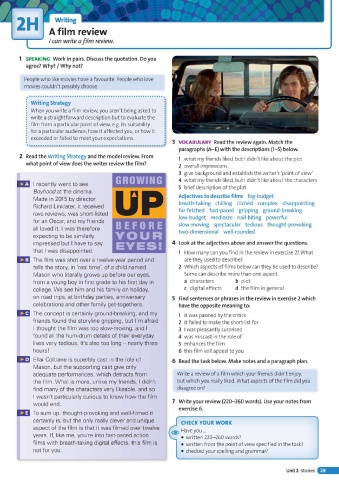 2H
Writing
A film review
I can write a film review.
1 SPEAKING Work in pairs. Discuss the quotation. Do you
agree? Why? / Why not?
People who like movies have a favourite. People who love
movies couldn't possibly choose.
Writing Strategy
When you write a film review, you aren't being asked to
write a straightforward description but to evaluate the
film from a particular point of view, eg. its suitability
for a particular audience, how it affected you, or how it
exceeded or failed to meet your expectations.
2 Read the Writing Strategy and the model review. From
what point of view does the writer review the film?
A I recently went to see
Boyhood at the cinema.
Made in 2015 by director
Richard Linklater, it received
rave reviews, was short-listed
for an Oscar, and my friends
all loved it. I was therefore
expecting to be similarly
impressed but I have to say
that I was disappointed.
GROWING
UP
BEFORE
YOUR
EYES!
B The film was shot over a twelve-year period and
tells the story, in 'real time', of a child named
Mason who literally grows up before our eyes,
from a young boy in first grade to his first day in
college. We see him and his family on holiday,
on road trips, at birthday parties, anniversary
celebrations and other family get-togethers.
C The concept is certainly ground-breaking, and my
friends found the storyline gripping, but I'm afraid
I thought the film was too slow-moving, and I
found all the hum-drum details of their everyday
lives very tedious. It's also too long – nearly three
hours!
D Ellar Coltrane is superbly cast in the role of
Mason, but the supporting cast give only
adequate performances, which detracts from
the film. What is more, unlike my friends, I didn't
find many of the characters very likeable, and so
I wasn't particularly curious to know how the film
would end.
E To sum up, thought-provoking and well-filmed it
certainly is, but the only really clever and unique
aspect of the film is that it was filmed over twelve
years. If, like me, you're into fast-paced action
films with breath-taking digital effects, this film is
not for you.
3 VOCABULARY Read the review again. Match the
paragraphs (A–E) with the descriptions (1–5) below.
1 what my friends liked, but I didn't like about the plot
2 overall impressions
3 give background and establish the writer's 'point of view'
4 what my friends liked, but I didn't like about the characters
5 brief description of the plot
Adjectives to describe films big-budget
breath-taking chilling clichéd complex disappointing
far-fetched fast-paced gripping ground-breaking
low-budget mediocre nail-biting powerful
slow-moving spectacular tedious thought-provoking
two-dimensional well-rounded
4 Look at the adjectives above and answer the questions.
1 How many can you find in the review in exercise 2? What
are they used to describe?
2 Which aspects of films below can they be used to describe?
Some can describe more than one aspect.
a characters b plot
c digital effects d the film in general
5 Find sentences or phrases in the review in exercise 2 which
have the opposite meaning to:
1 it was panned by the critics
2 it failed to make the short-list for
3 I was pleasantly surprised
4 was miscast in the role of
5 enhances the film
6 this film will appeal to you
6 Read the task below. Make notes and a paragraph plan.
Write a review of a film which your friends didn't enjoy,
but which you really liked. What aspects of the film did you
disagree on?
7 Write your review (220–260 words). Use your notes from
exercise 6.
CHECK YOUR WORK
Have you ...
• written 220–260 words?
• written from the point of view specified in the task?
• checked your spelling and grammar?
Unit 2 Stories 29